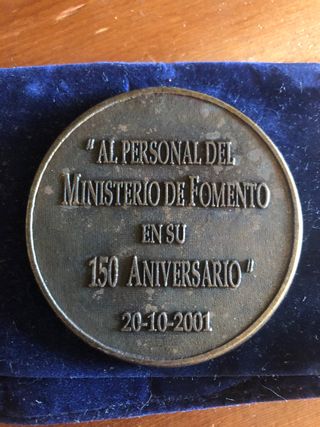 "AL PERSONAL DEL
MINISTERIO DE FOMENTO
EN SU
150 ANIVERSARIO"
20-10-2001